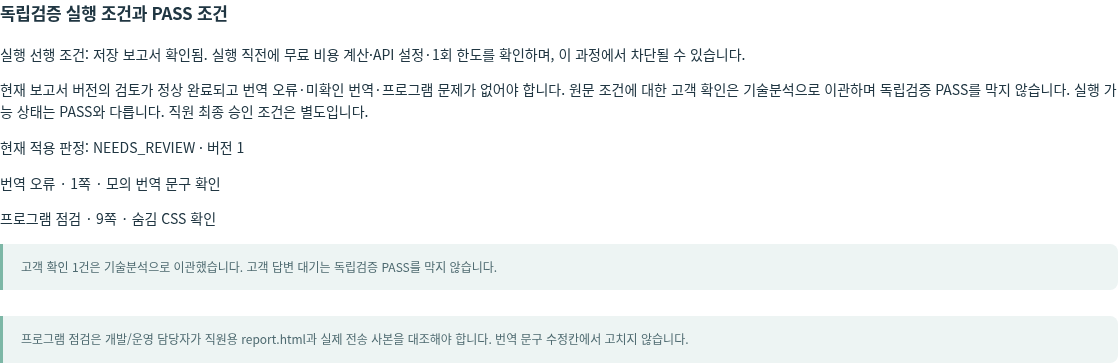 독립검증 실행 조건과 PASS 조건
실행 선행 조건: 저장 보고서 확인됨. 실행 직전에 무료 비용 계산·API 설정·1회 한도를 확인하며, 이 과정에서 차단될 수 있습니다.
현재 보고서 버전의 검토가 정상 완료되고 번역 오류·미확인 번역·프로그램 문제가 없어야 합니다. 원문 조건에 대한 고객 확인은 기술분석으로 이관하며 독립검증 PASS를 막지 않습니다. 실행 가
능 상태는 PASS와 다릅니다. 직원 최종 승인 조건은 별도입니다.
현재 적용 판정: NEEDS_REVIEW · 버전 1
번역 오류 · 1쪽 · 모의 번역 문구 확인
프로그램 점검 · 9쪽 · 숨김 CSS 확인
고객 확인 1건은 기술분석으로 이관했습니다. 고객 답변 대기는 독립검증 PASS를 막지 않습니다.
프로그램 점검은 개발/운영 담당자가 직원용 report.html과 실제 전송 사본을 대조해야 합니다. 번역 문구 수정칸에서 고치지 않습니다.